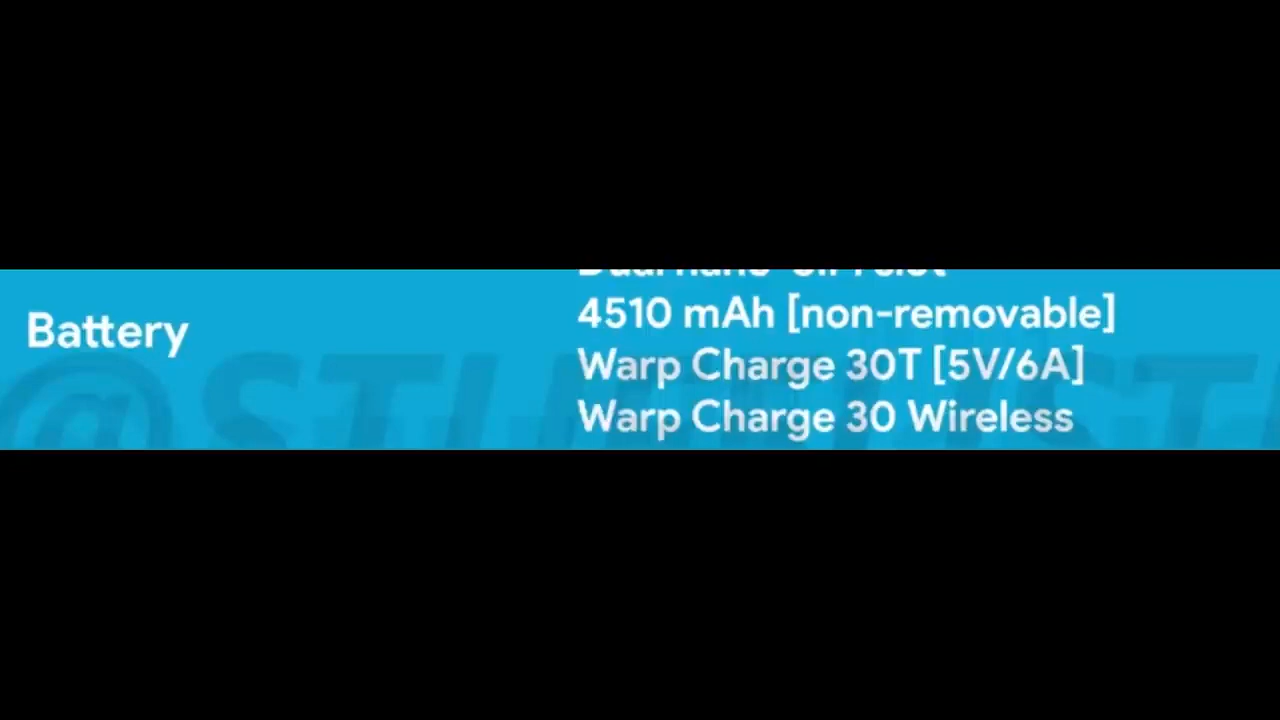 Battery
4510 mAh [non-removable]
Warp Charge 30T [5V/6A]
Warp Charge 30 Wireless